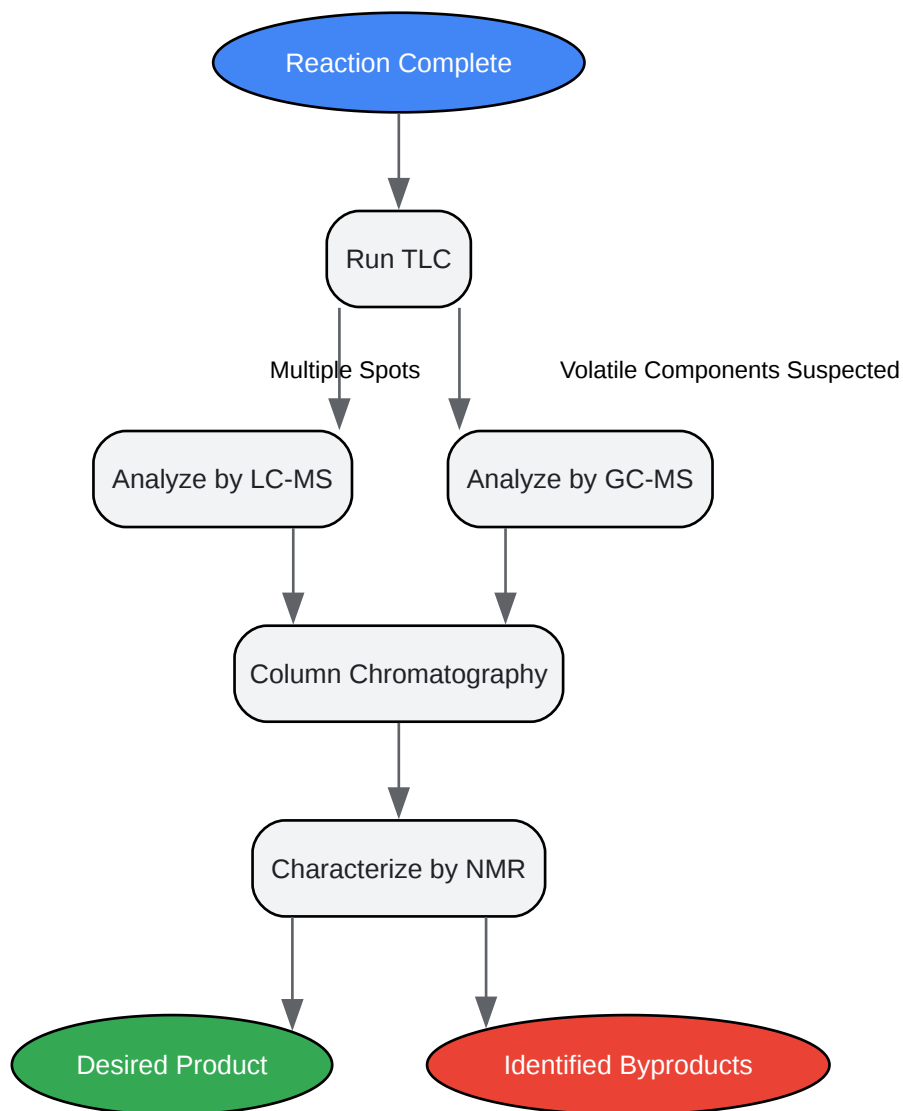 Reaction Complete
Run TLC
Multiple Spots
Volatile Components Suspected
Analyze by LC-MS
Analyze by GC-MS
Column Chromatography
Characterize by NMR
Desired Product
Identified Byproducts